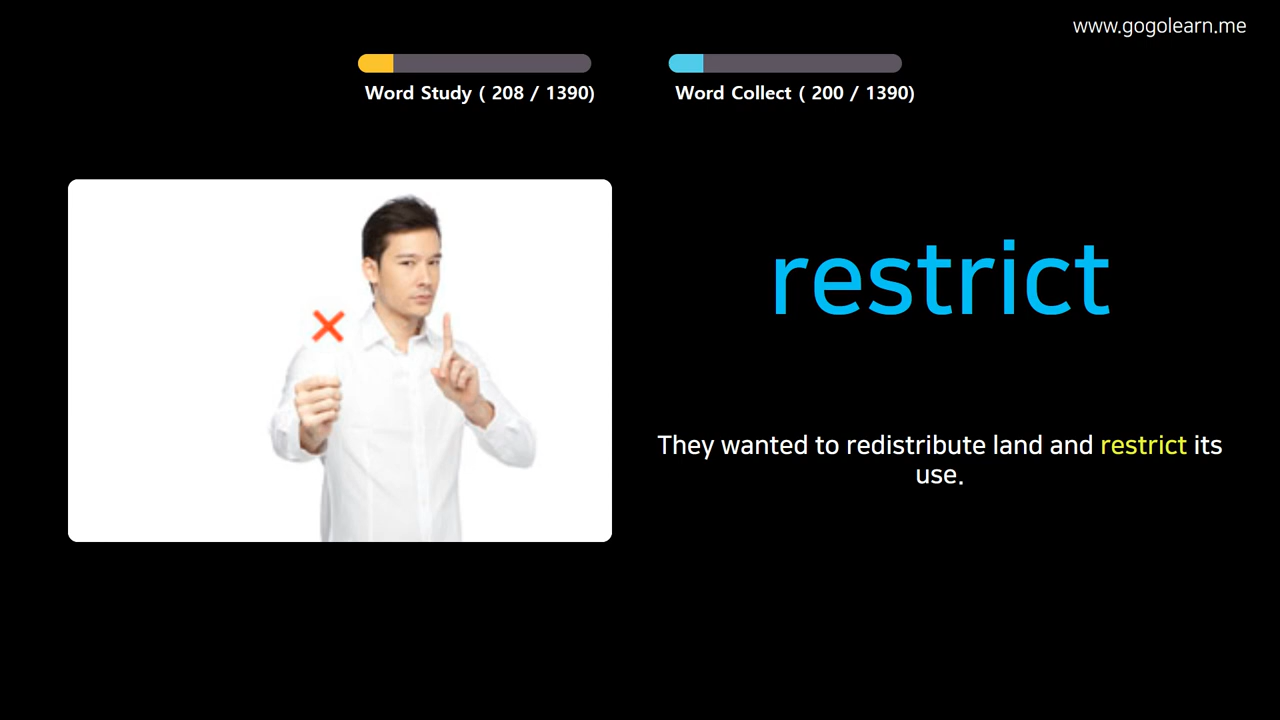 www.gogolearn.me
Word Study ( 208 / 1390)
Word Collect ( 200 / 1390)
restrict
They wanted to redistribute land and restrict its
use.